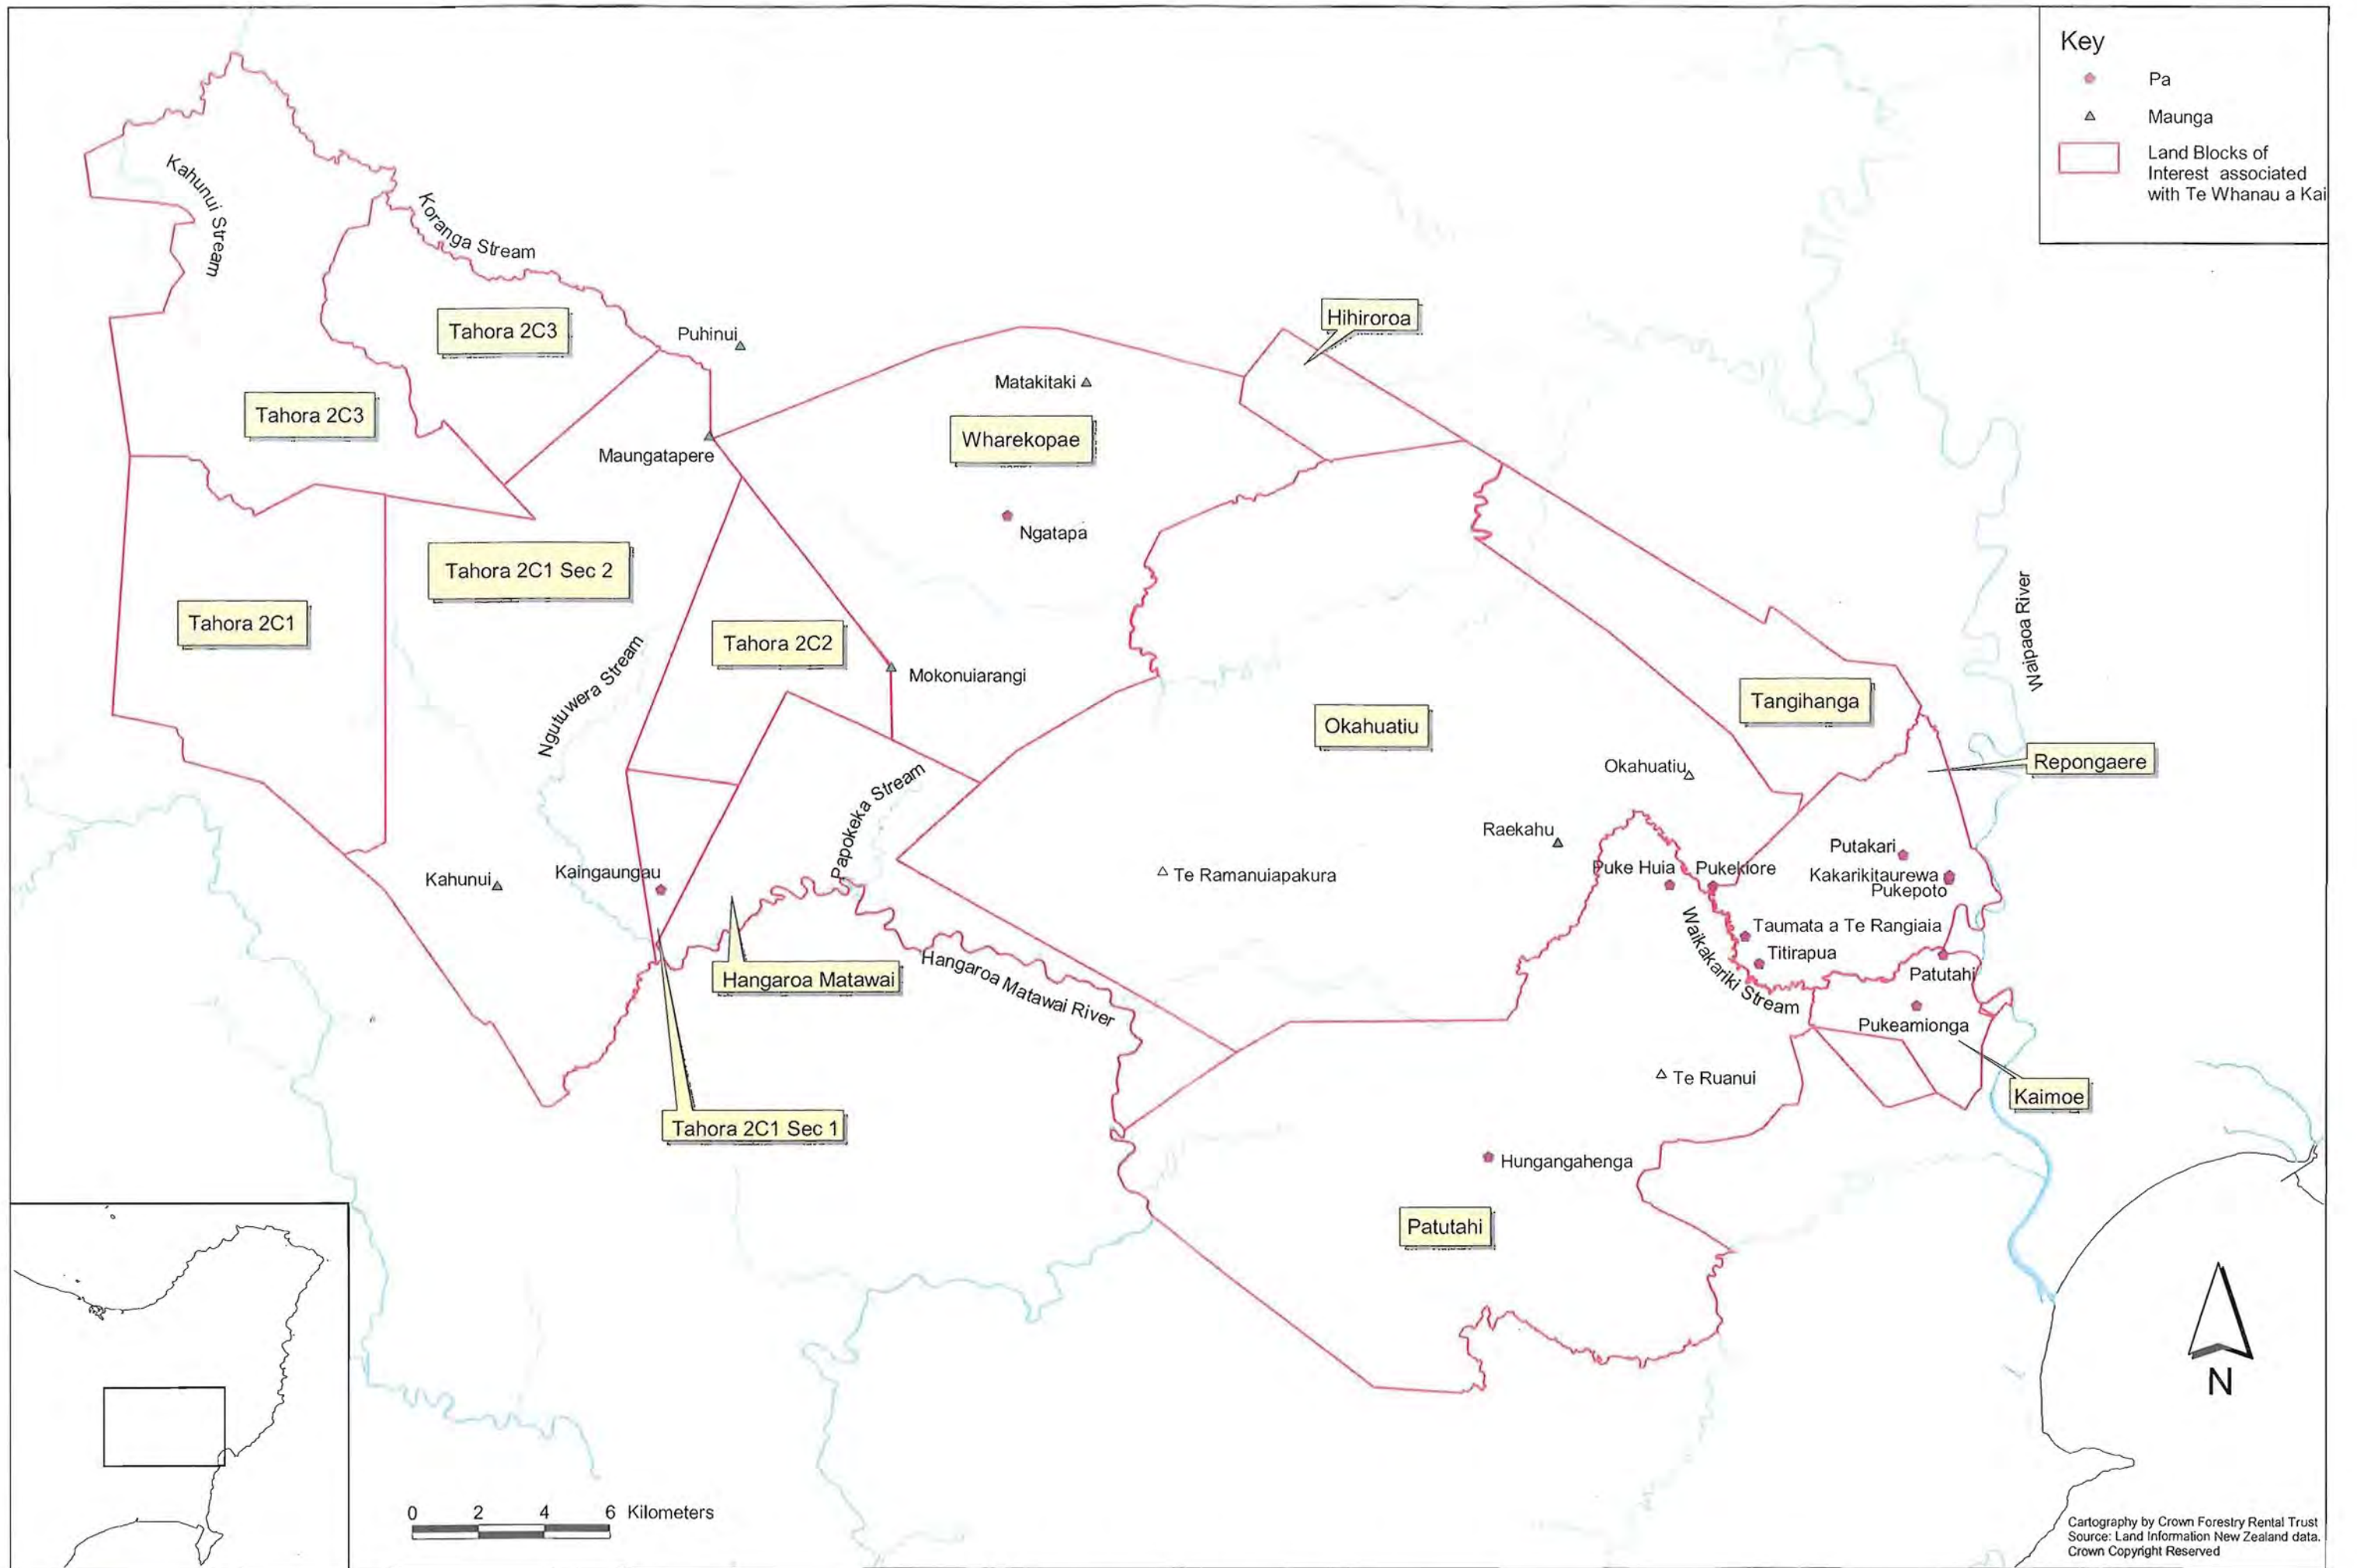 Key
Pa
Maunga
Land Blocks of
Interest associated
with Te Whanau a Kai
Kahunui Stream
Koranga Stream
Tahora 2C3
Puhinui
Hihiroroa
Matakitaki
Tahora 2C3
Wharekopae
Maungatapere
Ngatapa
Tahora 2C1 Sec 2
Tahora 2C1
Waipaoa River
Ngutuwera Stream
Tahora 2C2
Mokonuiarangi
Tangihanga
Okahuatiu
Okahuatiu
Repongaere
Papokeka Stream
Raekahu
Putakari
Kahunui
Kaingaungau
Te Ramanuiapakura
Puke Huia
Pukekiore
Kakarikitaurewa
Pukepoto
Taumata a Te Rangiaia
Titirapua
Waikakariki Stream
Hangaroa Matawai
Hangaroa Matawai River
Patutahi
Pukeamionga
Te Ruanui
Kaimoe
Tahora 2C1 Sec 1
Hungangahenga
Patutahi
N
0 2 4 6 Kilometers
Cartography by Crown Forestry Rental Trust
Source: Land Information New Zealand data.
Crown Copyright Reserved